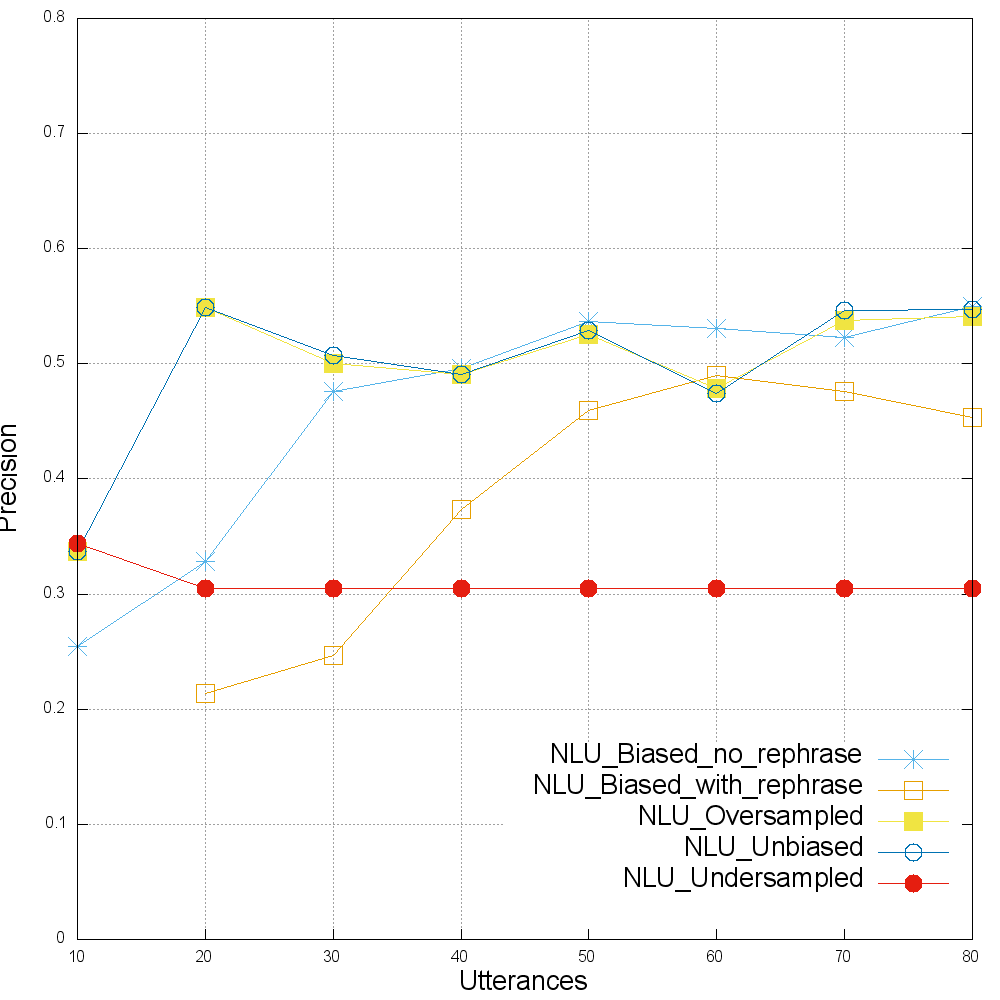 0.8
0.7
0.6
0.5
0.4
0.3
0.2
0.1
0
Precision
NLU_Biased_no_rephrase
NLU_Biased_with_rephrase
NLU_Oversampled
NLU_Unbiased
NLU_Undersampled
10 20 30 40 50 60 70 80
Utterances